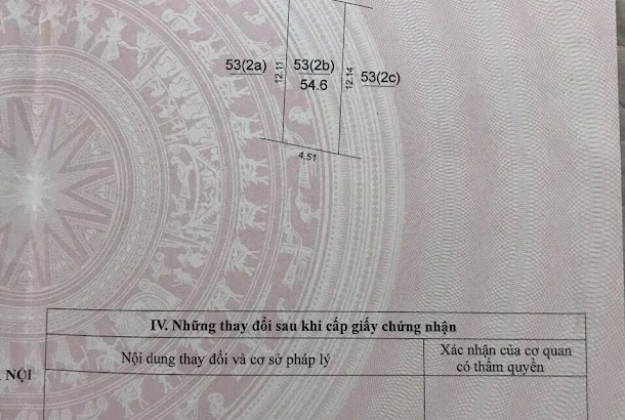 53(2a)
12.11
53(2b)
54.6
12.14
53(2c)
4.51
IV. Những thay đổi sau khi cấp giấy chứng nhận
Nội dung thay đổi và cơ sở pháp lý
Xác nhận của cơ quan
có thẩm quyền
NỘI